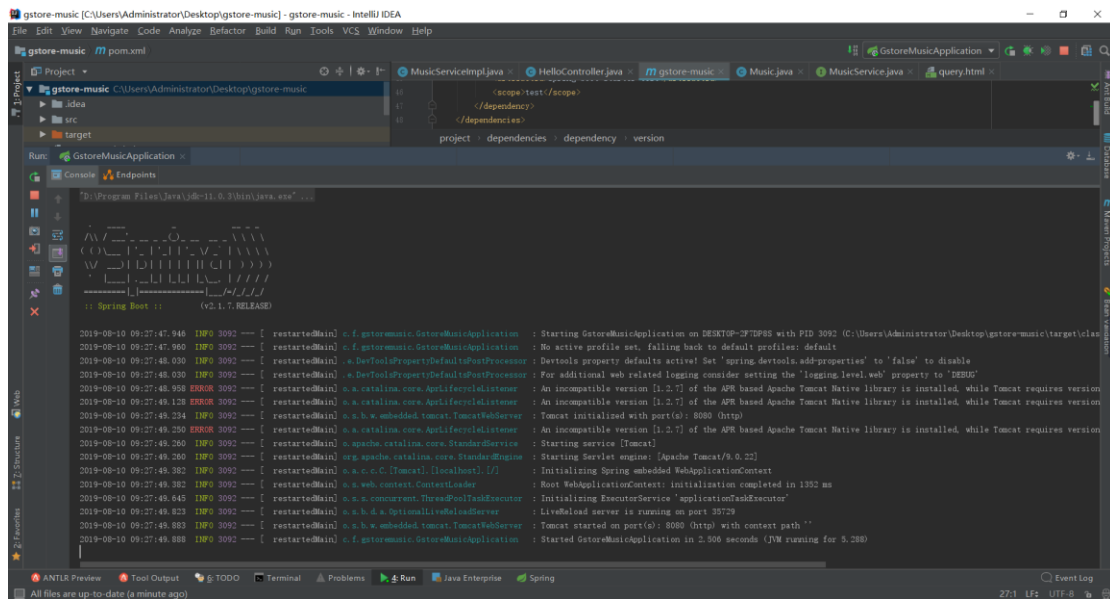 gstore-music [C:\Users\Administrator\Desktop\gstore-music] - gstore-music - IntelliJ IDEA
File Edit View Navigate Code Analyze Refactor Build Run Tools VCS Window Help
gstore-music pom.xml
GstoreMusicApplication
Project
MusicServiceImpl.java HelloController.java gstore-music Music.java MusicService.java query.html
1: Project
gstore-music C:\Users\Administrator\Desktop\gstore-music
.idea
src
target
46 <scope>test</scope>
47 </dependency>
48 </dependencies>
project dependencies dependency version
Ant Build
Database
Maven Projects
Bean Validation
Run: GstoreMusicApplication
Console Endpoints
"D:\Program Files\Java\jdk-11.0.3\bin\java.exe" ...
:: Spring Boot :: (v2.1.7.RELEASE)
2019-08-10 09:27:47.946 INFO 3092 --- [ restartedMain] c.f.gstoremusic.GstoreMusicApplication : Starting GstoreMusicApplication on DESKTOP-2F7DP8S with PID 3092 (C:\Users\Administrator\Desktop\gstore-music\target\clas
2019-08-10 09:27:47.960 INFO 3092 --- [ restartedMain] c.f.gstoremusic.GstoreMusicApplication : No active profile set, falling back to default profiles: default
2019-08-10 09:27:48.030 INFO 3092 --- [ restartedMain] .e.DevToolsPropertyDefaultsPostProcessor : Devtools property defaults active! Set 'spring.devtools.add-properties' to 'false' to disable
2019-08-10 09:27:48.030 INFO 3092 --- [ restartedMain] .e.DevToolsPropertyDefaultsPostProcessor : For additional web related logging consider setting the 'logging.level.web' property to 'DEBUG'
2019-08-10 09:27:48.958 ERROR 3092 --- [ restartedMain] o.a.catalina.core.AprLifecycleListener : An incompatible version [1.2.7] of the APR based Apache Tomcat Native library is installed, while Tomcat requires version
2019-08-10 09:27:49.128 ERROR 3092 --- [ restartedMain] o.a.catalina.core.AprLifecycleListener : An incompatible version [1.2.7] of the APR based Apache Tomcat Native library is installed, while Tomcat requires version
2019-08-10 09:27:49.234 INFO 3092 --- [ restartedMain] o.s.b.w.embedded.tomcat.TomcatWebServer : Tomcat initialized with port(s): 8080 (http)
2019-08-10 09:27:49.250 ERROR 3092 --- [ restartedMain] o.a.catalina.core.AprLifecycleListener : An incompatible version [1.2.7] of the APR based Apache Tomcat Native library is installed, while Tomcat requires version
2019-08-10 09:27:49.260 INFO 3092 --- [ restartedMain] o.apache.catalina.core.StandardService : Starting service [Tomcat]
2019-08-10 09:27:49.260 INFO 3092 --- [ restartedMain] org.apache.catalina.core.StandardEngine : Starting Servlet engine: [Apache Tomcat/9.0.22]
2019-08-10 09:27:49.382 INFO 3092 --- [ restartedMain] o.a.c.c.C.[Tomcat].[localhost].[/] : Initializing Spring embedded WebApplicationContext
2019-08-10 09:27:49.382 INFO 3092 --- [ restartedMain] o.s.web.context.ContextLoader : Root WebApplicationContext: initialization completed in 1352 ms
2019-08-10 09:27:49.645 INFO 3092 --- [ restartedMain] o.s.s.concurrent.ThreadPoolTaskExecutor : Initializing ExecutorService 'applicationTaskExecutor'
2019-08-10 09:27:49.823 INFO 3092 --- [ restartedMain] o.s.b.d.a.OptionalLiveReloadServer : LiveReload server is running on port 35729
2019-08-10 09:27:49.883 INFO 3092 --- [ restartedMain] o.s.b.w.embedded.tomcat.TomcatWebServer : Tomcat started on port(s): 8080 (http) with context path ''
2019-08-10 09:27:49.888 INFO 3092 --- [ restartedMain] c.f.gstoremusic.GstoreMusicApplication : Started GstoreMusicApplication in 2.506 seconds (JVM running for 5.288)
Web
7: Structure
2: Favorites
ANTLR Preview Tool Output 6: TODO Terminal Problems 4: Run Java Enterprise Spring Event Log
All files are up-to-date (a minute ago) 27:1 LF: UTF-8